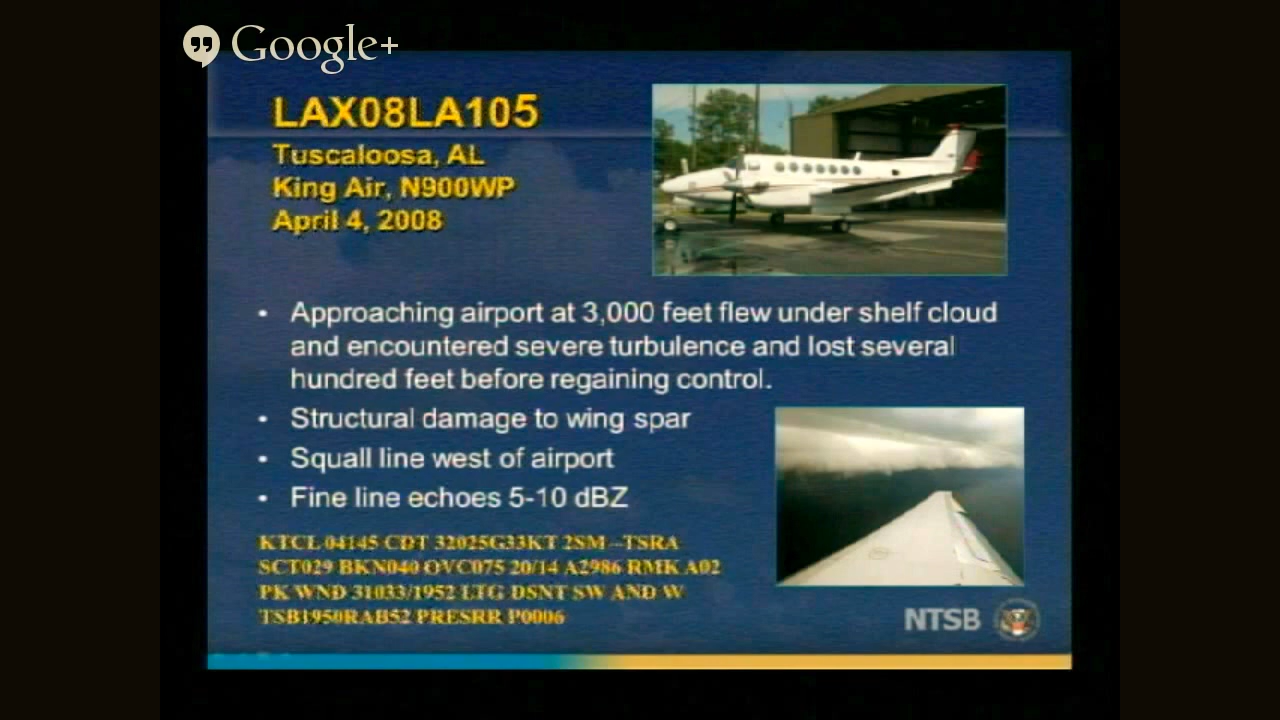 Google+
LAX08LA105
Tuscaloosa, AL
King Air, N900WP
April 4, 2008
• Approaching airport at 3,000 feet flew under shelf cloud
and encountered severe turbulence and lost several
hundred feet before regaining control.
• Structural damage to wing spar
• Squall line west of airport
• Fine line echoes 5-10 dBZ
KTCL 04145 CDT 32025G33KT 2SM -TSRA
SCT029 BKN040 OVC075 20/14 A2986 RMK A02
PK WND 31033/1952 LTG DSNT SW AND W
TSB1950RAB52 PRESRR P0006
NTSB